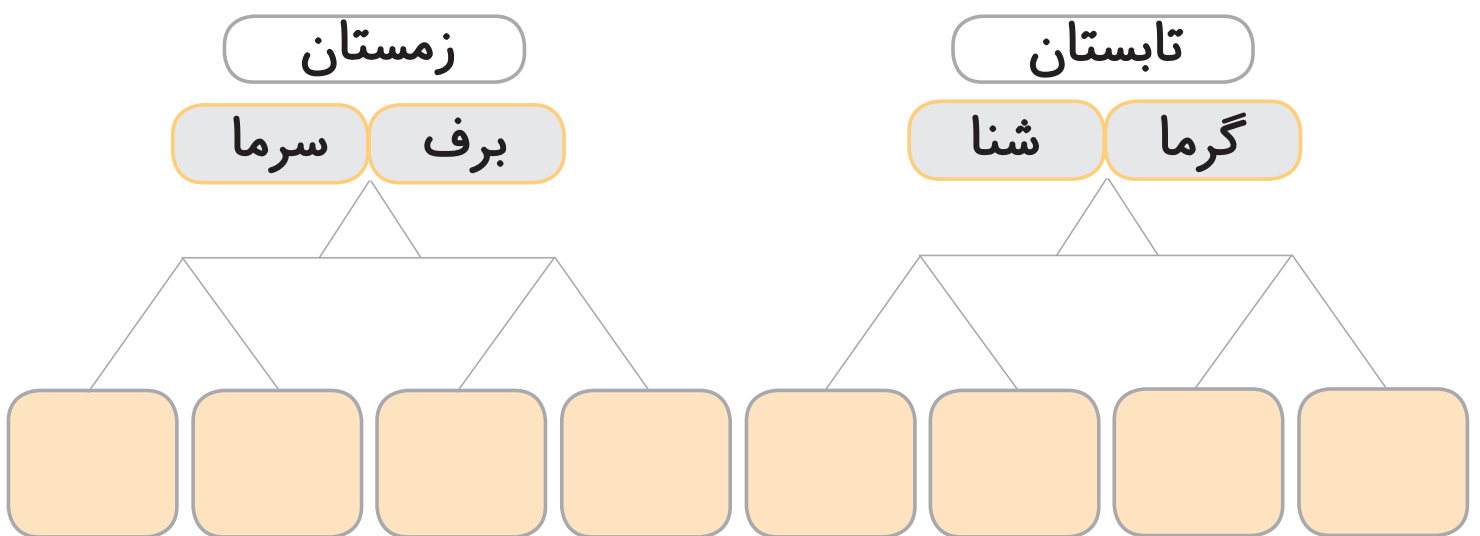 تابستان
زمستان
گرما
شنا
برف
سرما